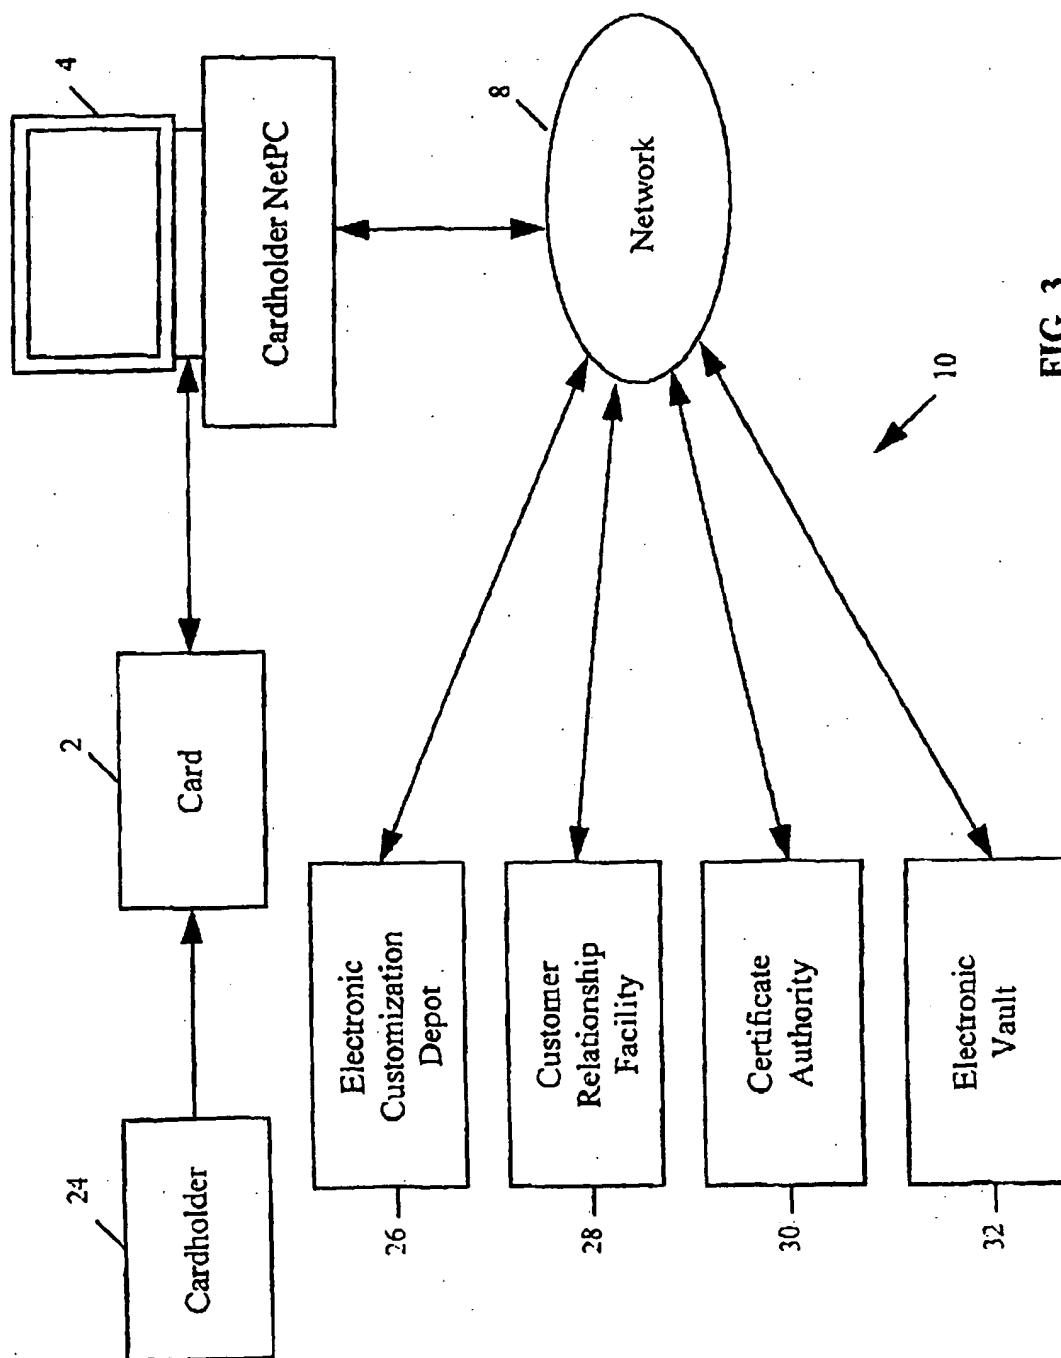 24
Cardholder
2
Card
4
Cardholder NetPC
26
Electronic
Customization
Depot
28
Customer
Relationship
Facility
8
Network
30
Certificate
Authority
32
Electronic
Vault
10
FIG. 3